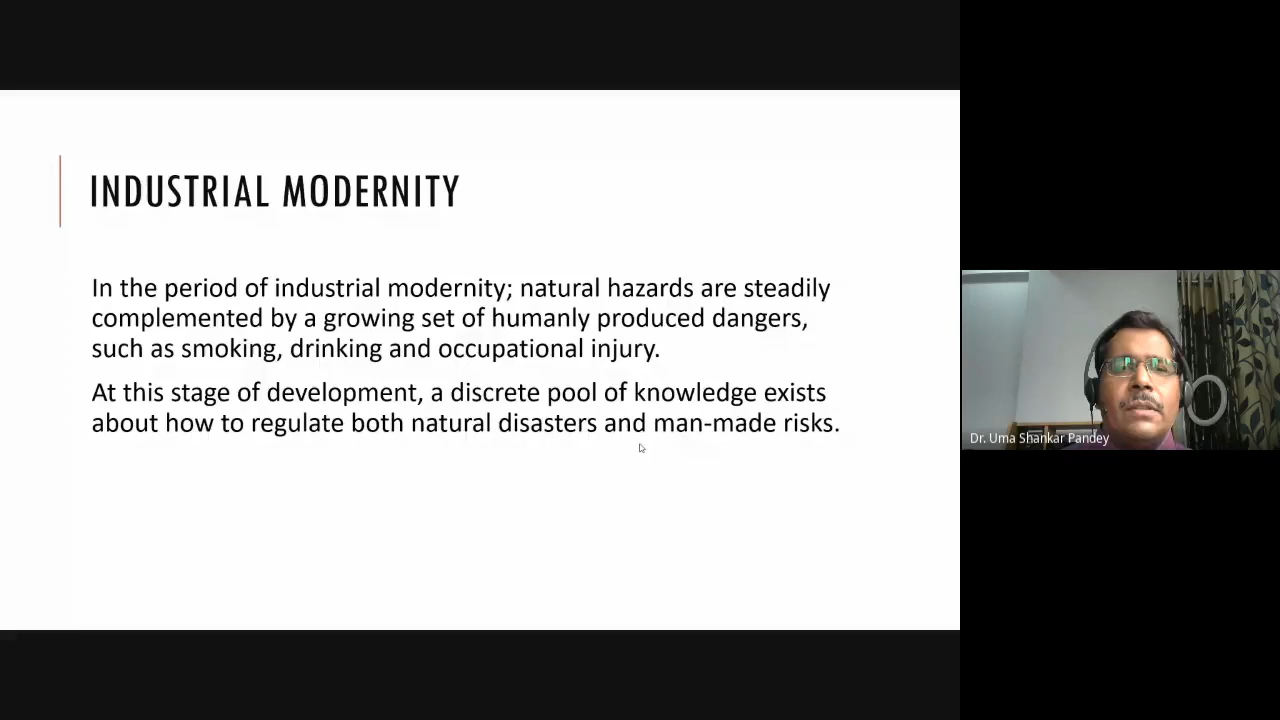 INDUSTRIAL MODERNITY
In the period of industrial modernity; natural hazards are steadily
complemented by a growing set of humanly produced dangers,
such as smoking, drinking and occupational injury.
At this stage of development, a discrete pool of knowledge exists
about how to regulate both natural disasters and man-made risks.
Dr. Uma Shankar Pandey